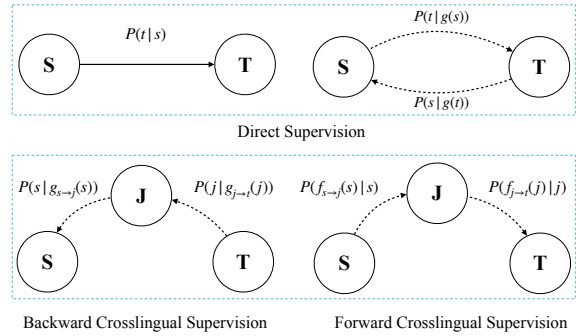 P(t | s)
P(t | g(s))
S
T
S
T
P(s | g(t))
Direct Supervision
P(s | g_{s→j}(s))
P(j | g_{j→t}(j))
P(f_{s→j}(s) | s)
P(f_{j→t}(j) | j)
J
J
S
T
S
T
Backward Crosslingual Supervision
Forward Crosslingual Supervision